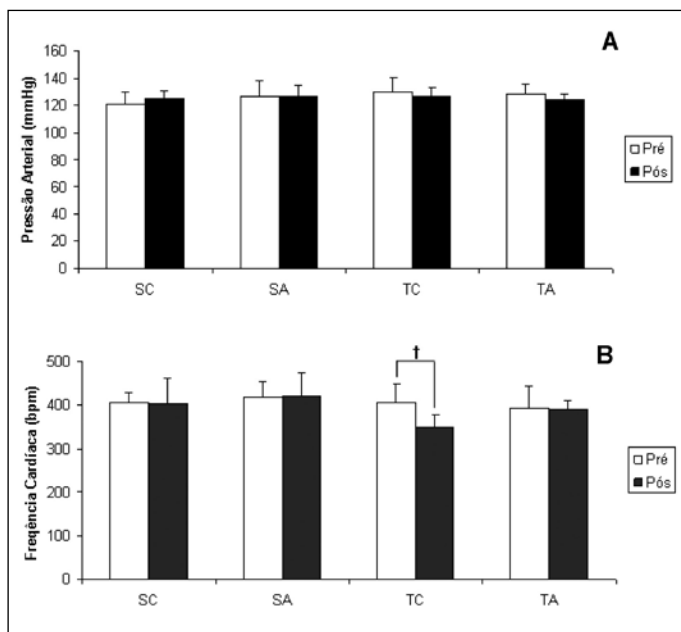 A
Pressão Arterial (mmHg)
160
140
120
100
80
60
40
20
0
SC SA TC TA
Pré
Pós
B
Freqência Cardíaca (bpm)
500
400
300
200
100
0
†
SC SA TC TA
Pré
Pós